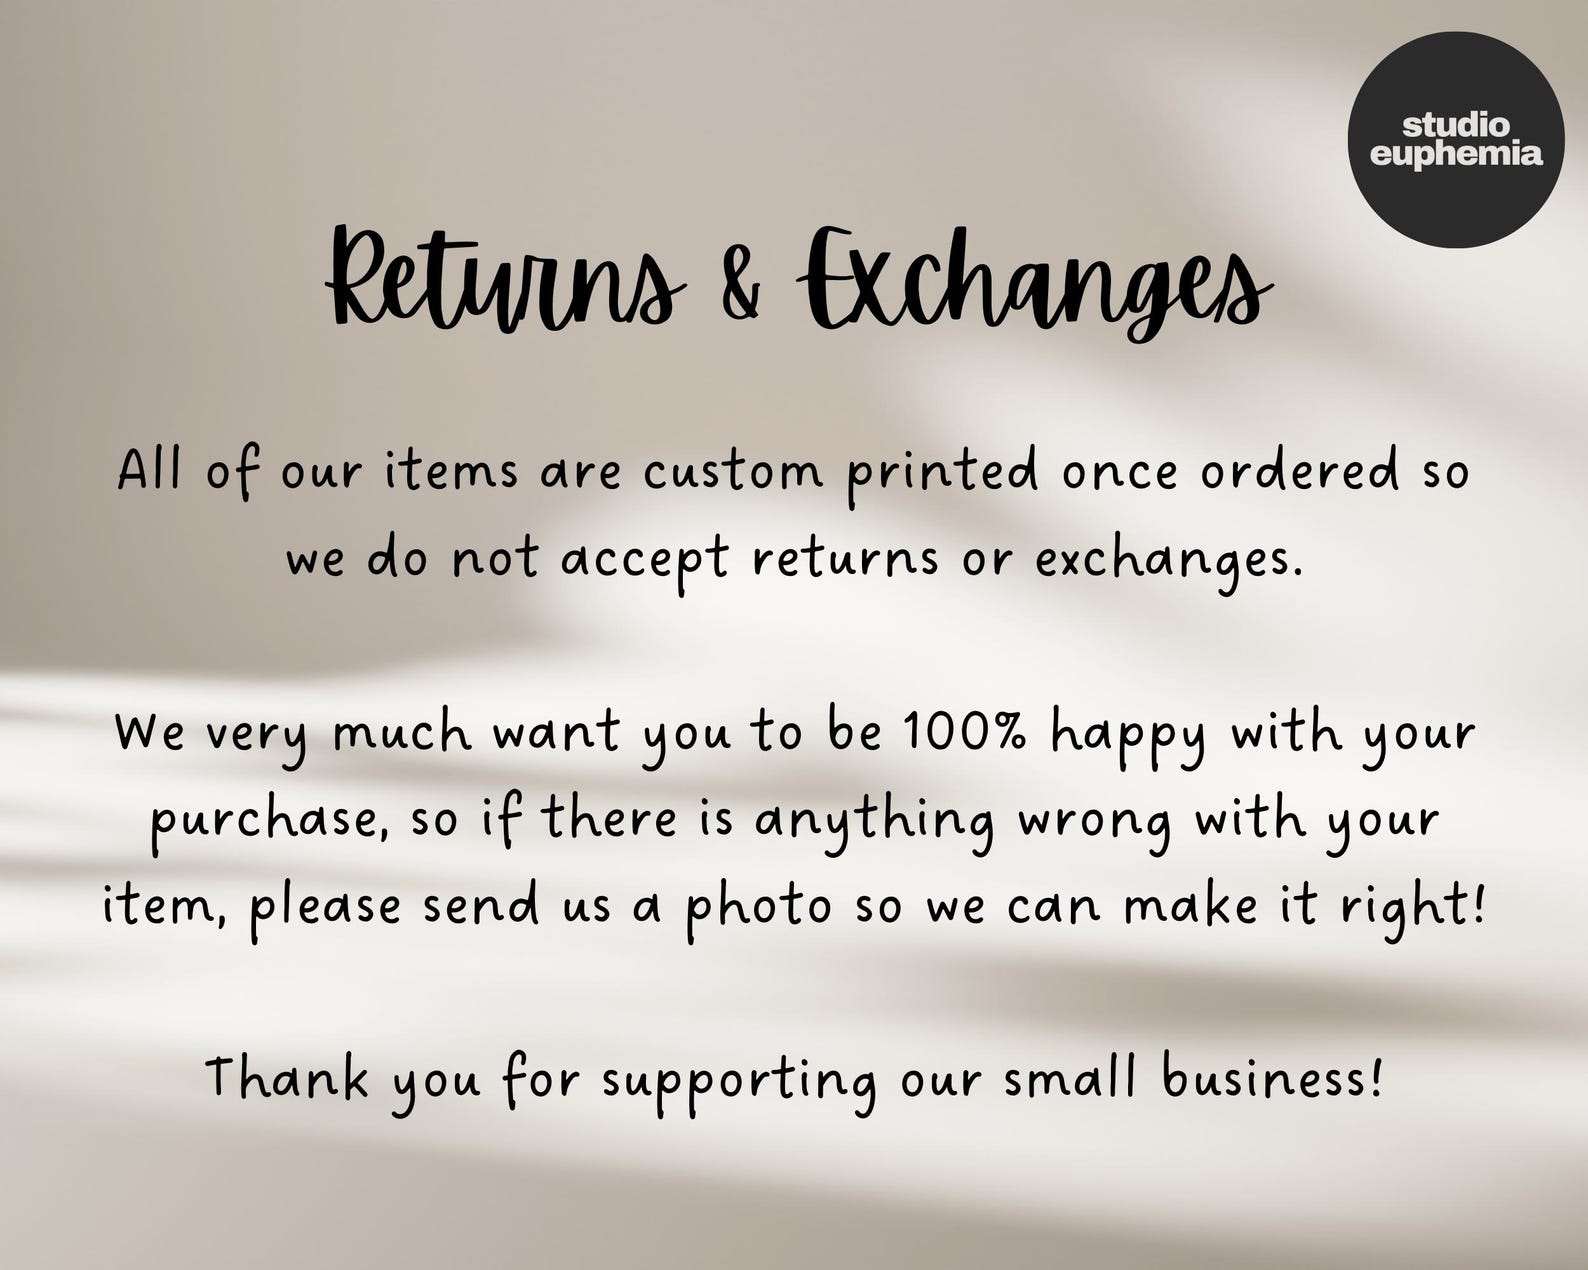 studio
euphemia
Returns & Exchanges
All of our items are custom printed once ordered so
we do not accept returns or exchanges.
We very much want you to be 100% happy with your
purchase, so if there is anything wrong with your
item, please send us a photo so we can make it right!
Thank you for supporting our small business!